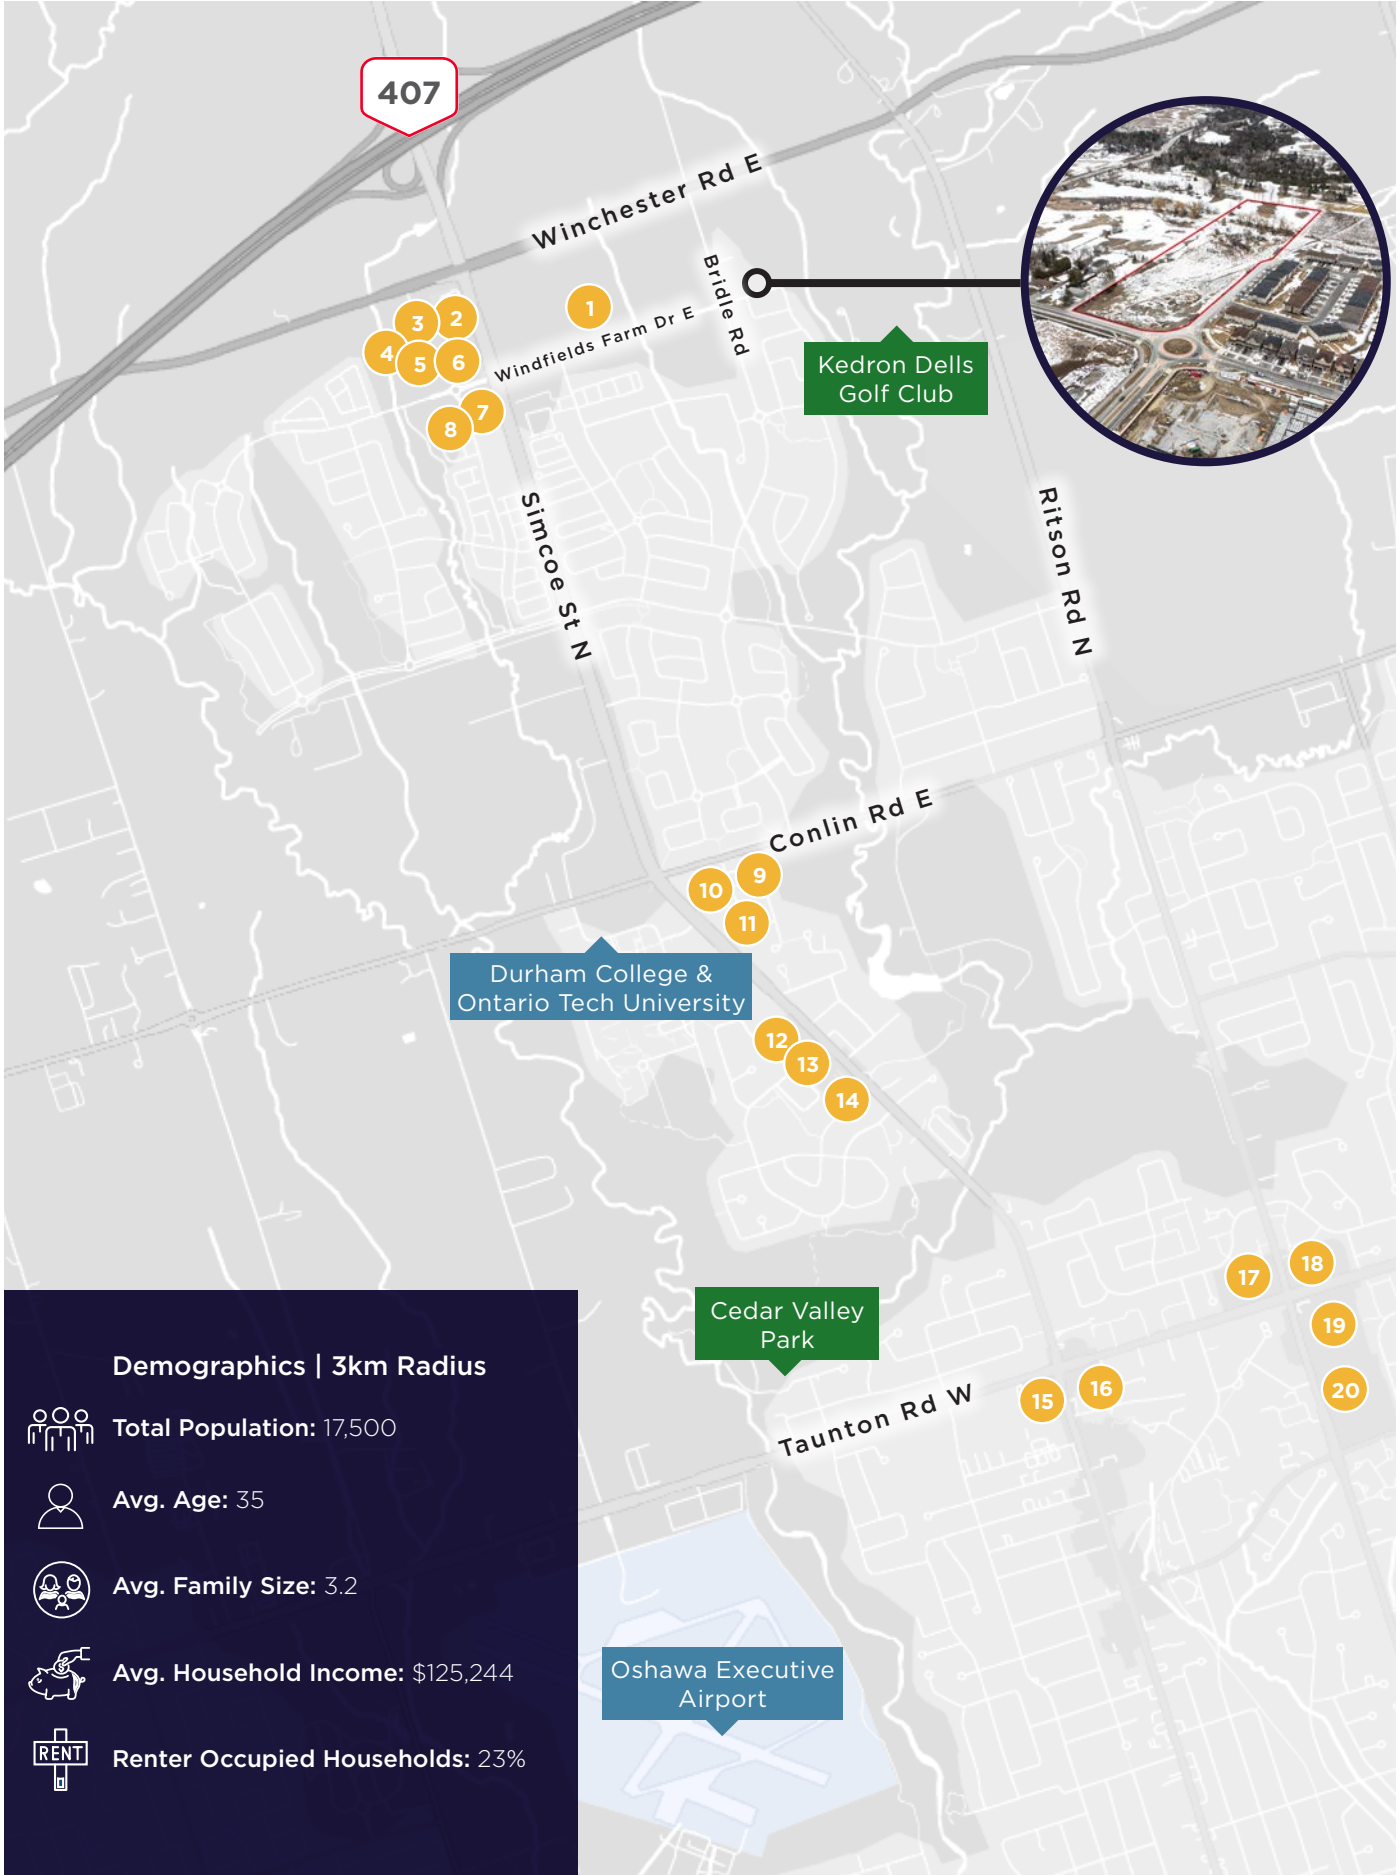 407
Winchester Rd E
Bridle Rd
1
2
3
4
5
6
Windfields Farm Dr E
Kedron Dells
Golf Club
7
8
Simcoe St N
Ritson Rd N
Conlin Rd E
9
10
11
Durham College &
Ontario Tech University
12
13
14
17
18
19
Cedar Valley
Park
15
16
20
Taunton Rd W
Demographics | 3km Radius
Total Population: 17,500
Avg. Age: 35
Avg. Family Size: 3.2
Avg. Household Income: $125,244
RENT
Renter Occupied Households: 23%
Oshawa Executive
Airport